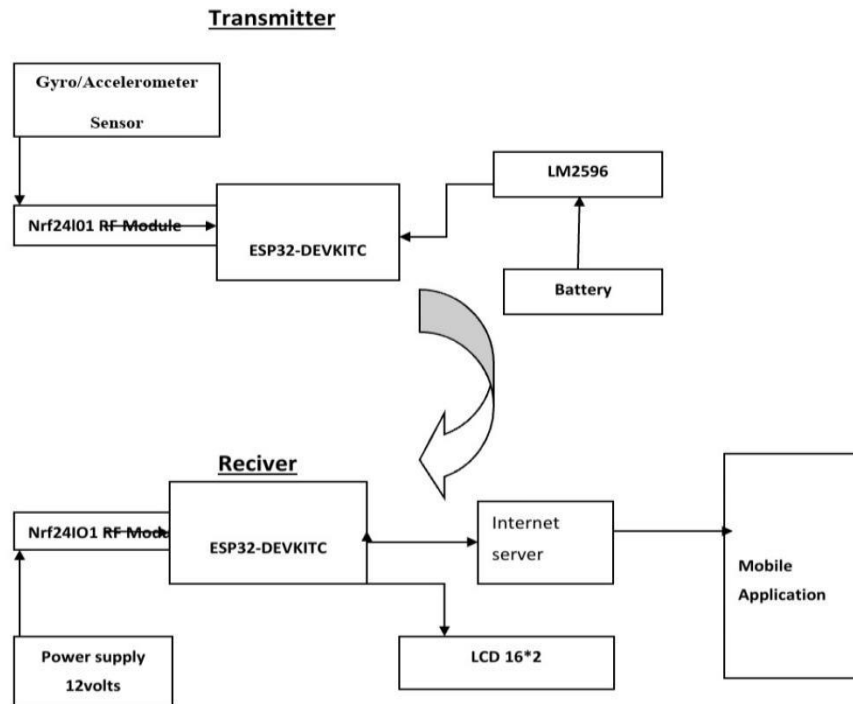 Transmitter
Gyro/Accelerometer
Sensor
LM2596
Nrf24l01 RF Module
ESP32-DEVKITC
Battery
Reciver
Nrf24IO1 RF Modu
ESP32-DEVKITC
Internet
server
Mobile
Application
Power supply
12volts
LCD 16*2